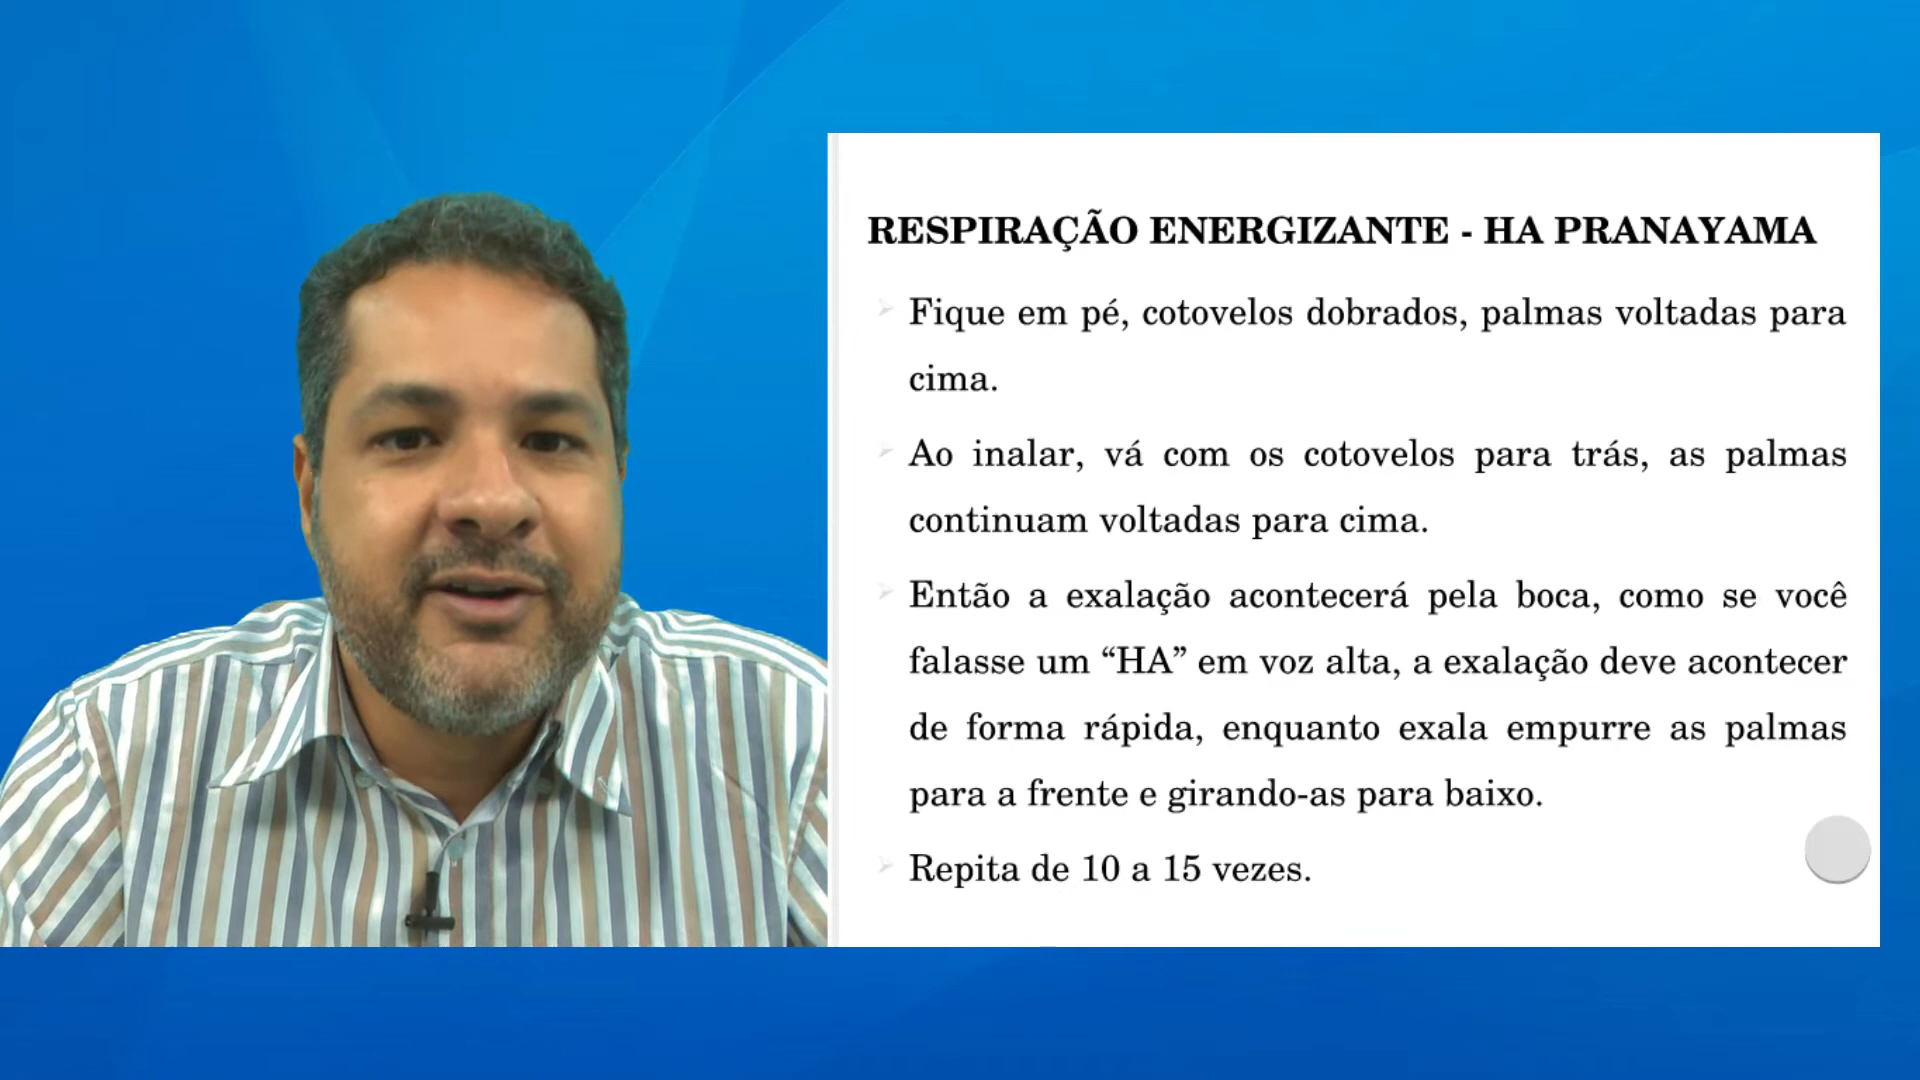 RESPIRAÇÃO ENERGIZANTE - HA PRANAYAMA
Fique em pé, cotovelos dobrados, palmas voltadas para
cima.
Ao inalar, vá com os cotovelos para trás, as palmas
continuam voltadas para cima.
Então a exalação acontecerá pela boca, como se você
falasse um “HA” em voz alta, a exalação deve acontecer
de forma rápida, enquanto exala empurre as palmas
para a frente e girando-as para baixo.
Repita de 10 a 15 vezes.